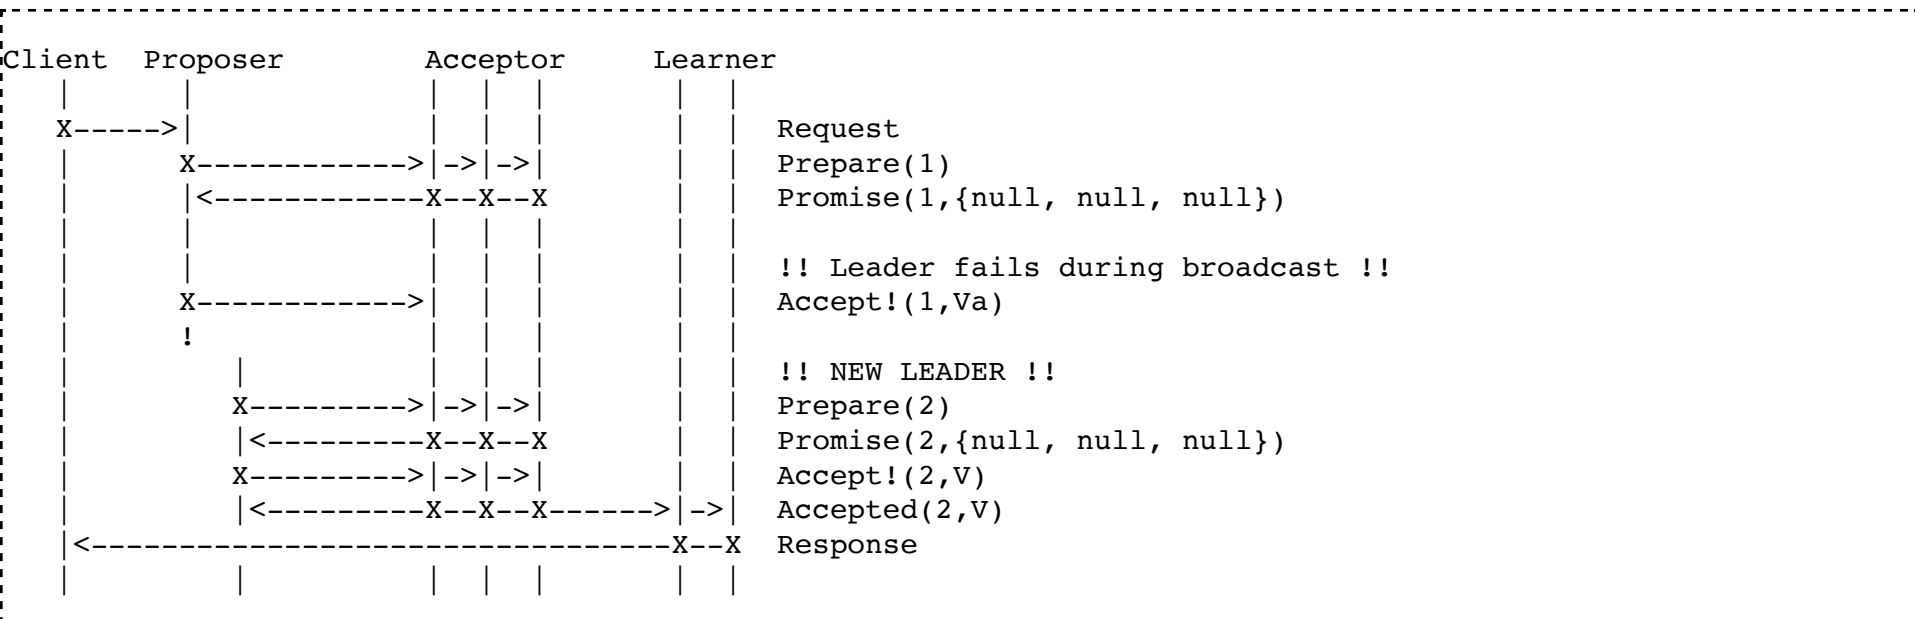 Client  Proposer        Acceptor     Learner
   |      |             |  |  |       |  |
   X----->|             |  |  |       |  |  Request
   |      X------------>|->|->|       |  |  Prepare(1)
   |      |<------------X--X--X       |  |  Promise(1,{null, null, null})
   |      |             |  |  |       |  |
   |      |             |  |  |       |  |  !! Leader fails during broadcast !!
   |      X------------>|  |  |       |  |  Accept!(1,Va)
   |      !             |  |  |       |  |
   |         |          |  |  |       |  |  !! NEW LEADER !!
   |         X--------->|->|->|       |  |  Prepare(2)
   |         |<---------X--X--X       |  |  Promise(2,{null, null, null})
   |         X--------->|->|->|       |  |  Accept!(2,V)
   |         |<---------X--X--X------>|->|  Accepted(2,V)
   |<---------------------------------X--X  Response
   |         |          |  |  |       |  |